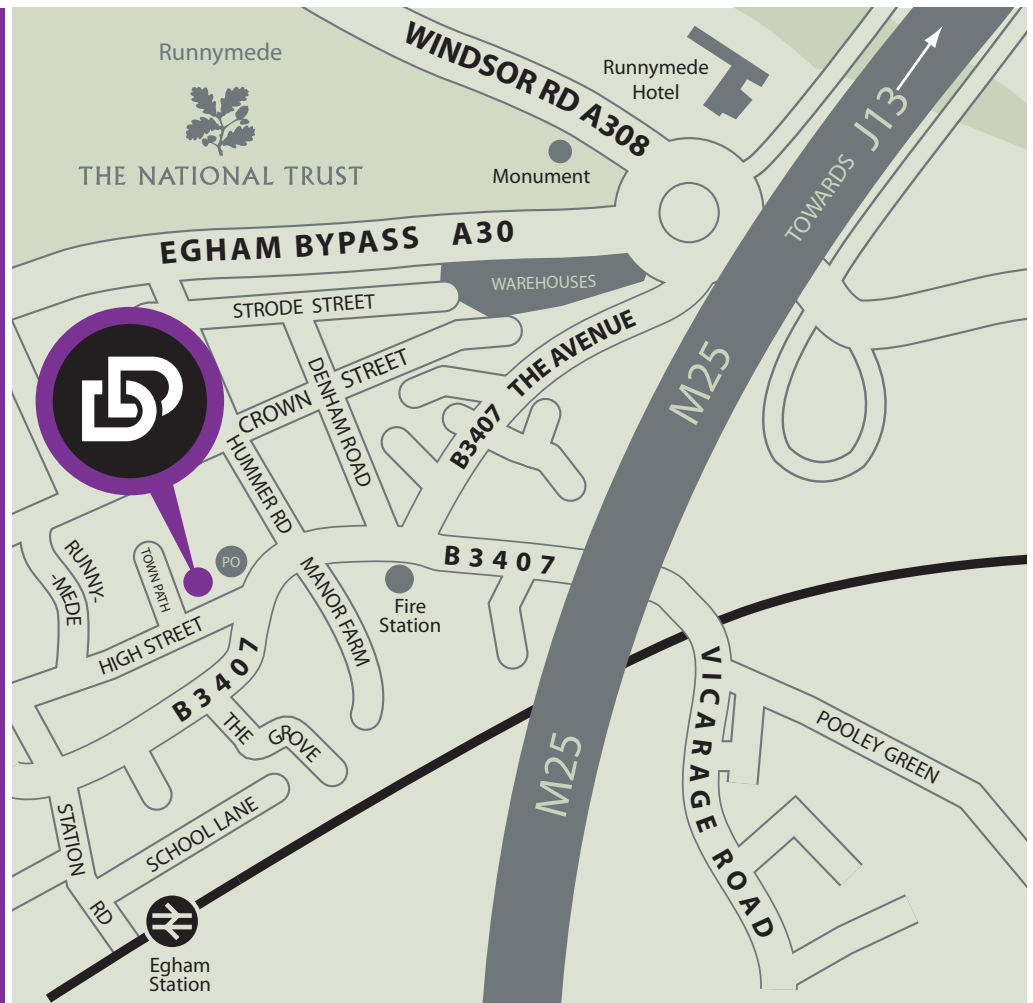 Runnymede
THE NATIONAL TRUST
WINDSOR RD A308
Runnymede
Hotel
Monument
TOWARDS J13
EGHAM BYPASS A30
WAREHOUSES
STRODE STREET
CROWN STREET
DENHAM ROAD
THE AVENUE
B3407
M25
HUMMER RD
RUNNY-
-MEDE
TOWN PATH
PO
HIGH STREET
B3407
MANOR FARM
Fire
Station
B3407
THE GROVE
VICARAGE ROAD
POOLEY GREEN
M25
STATION
RD
SCHOOL LANE
Egham
Station